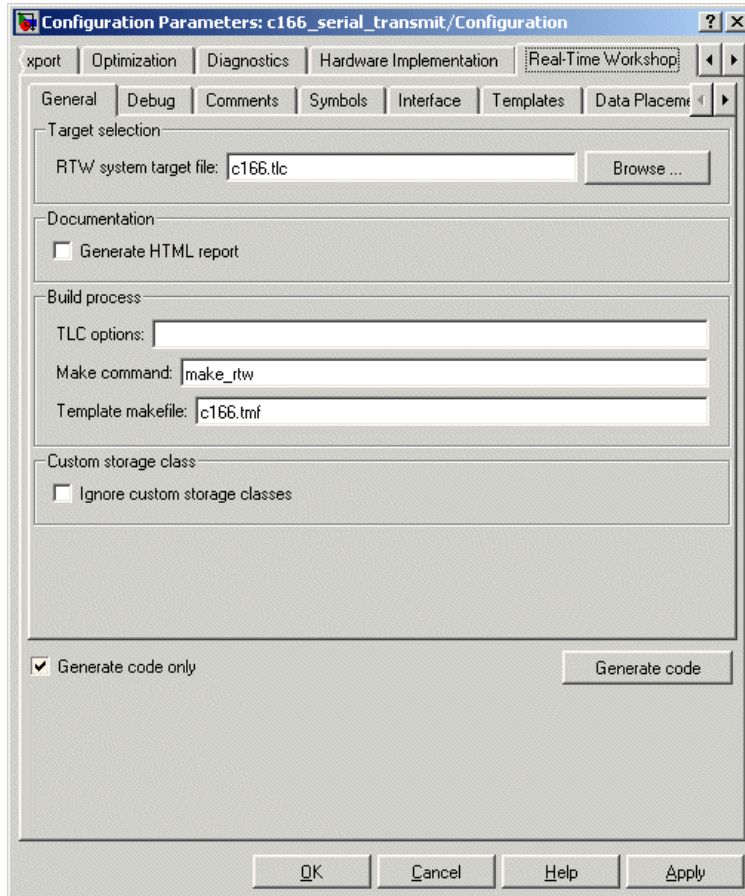 Configuration Parameters: c166_serial_transmit/Configuration
xport Optimization Diagnostics Hardware Implementation Real-Time Workshop
General Debug Comments Symbols Interface Templates Data Placeme
Target selection
RTW system target file: c166.tlc Browse ...
Documentation
Generate HTML report
Build process
TLC options:
Make command: make_rtw
Template makefile: c166.tmf
Custom storage class
Ignore custom storage classes
Generate code only Generate code
OK Cancel Help Apply